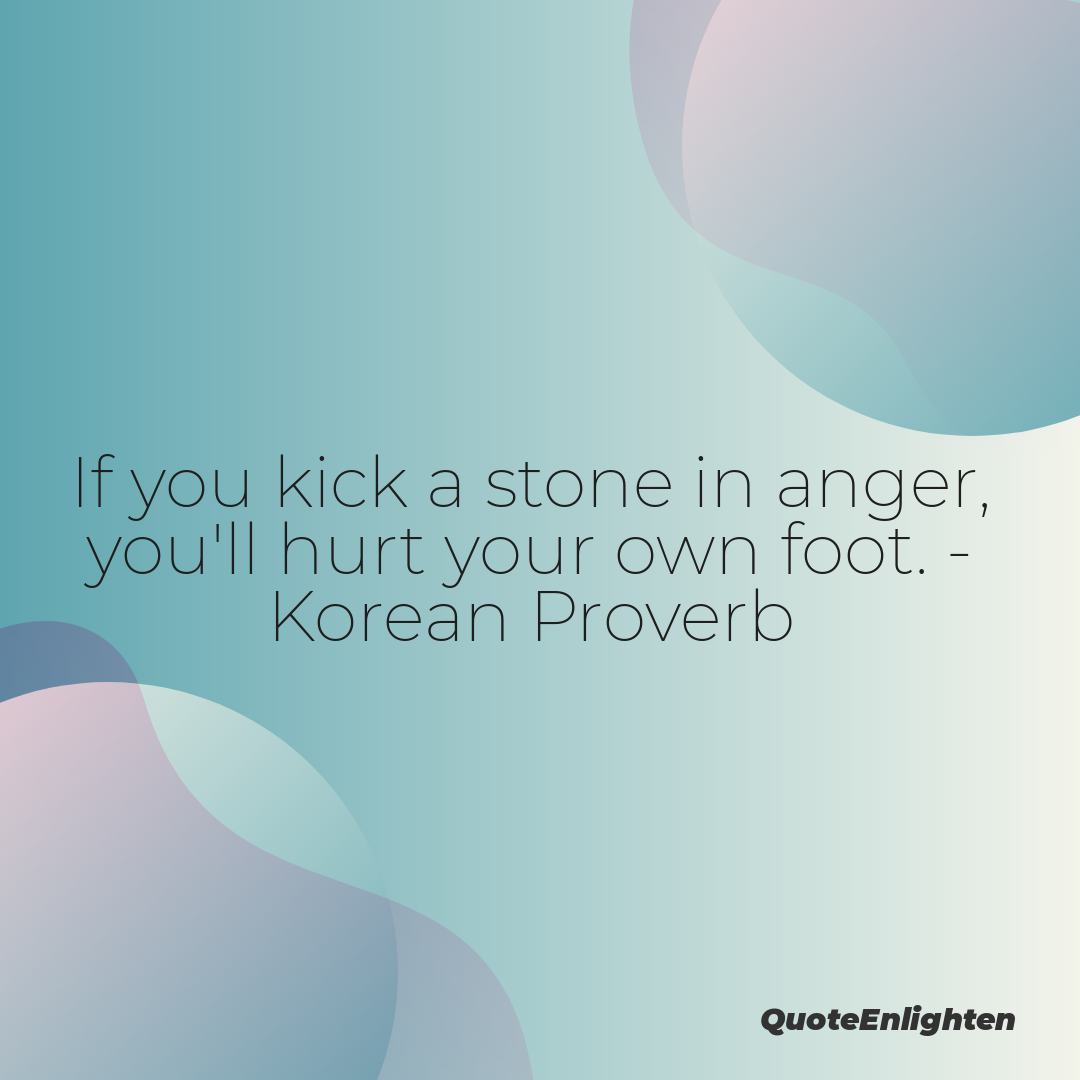 If you kick a stone in anger,
you'll hurt your own foot. -
Korean Proverb
QuoteEnlighten